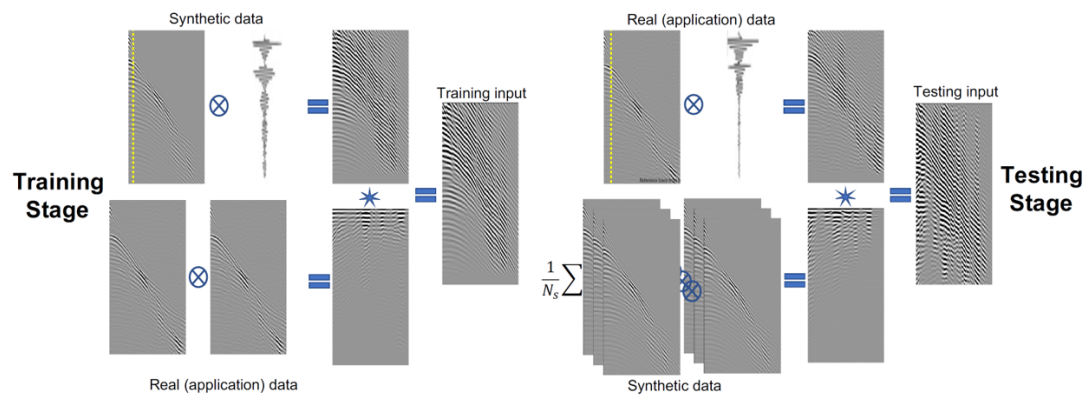 Synthetic data
Real (application) data
Training input
Testing input
Training
Stage
Testing
Stage
1
N_s
∑
Real (application) data
Synthetic data